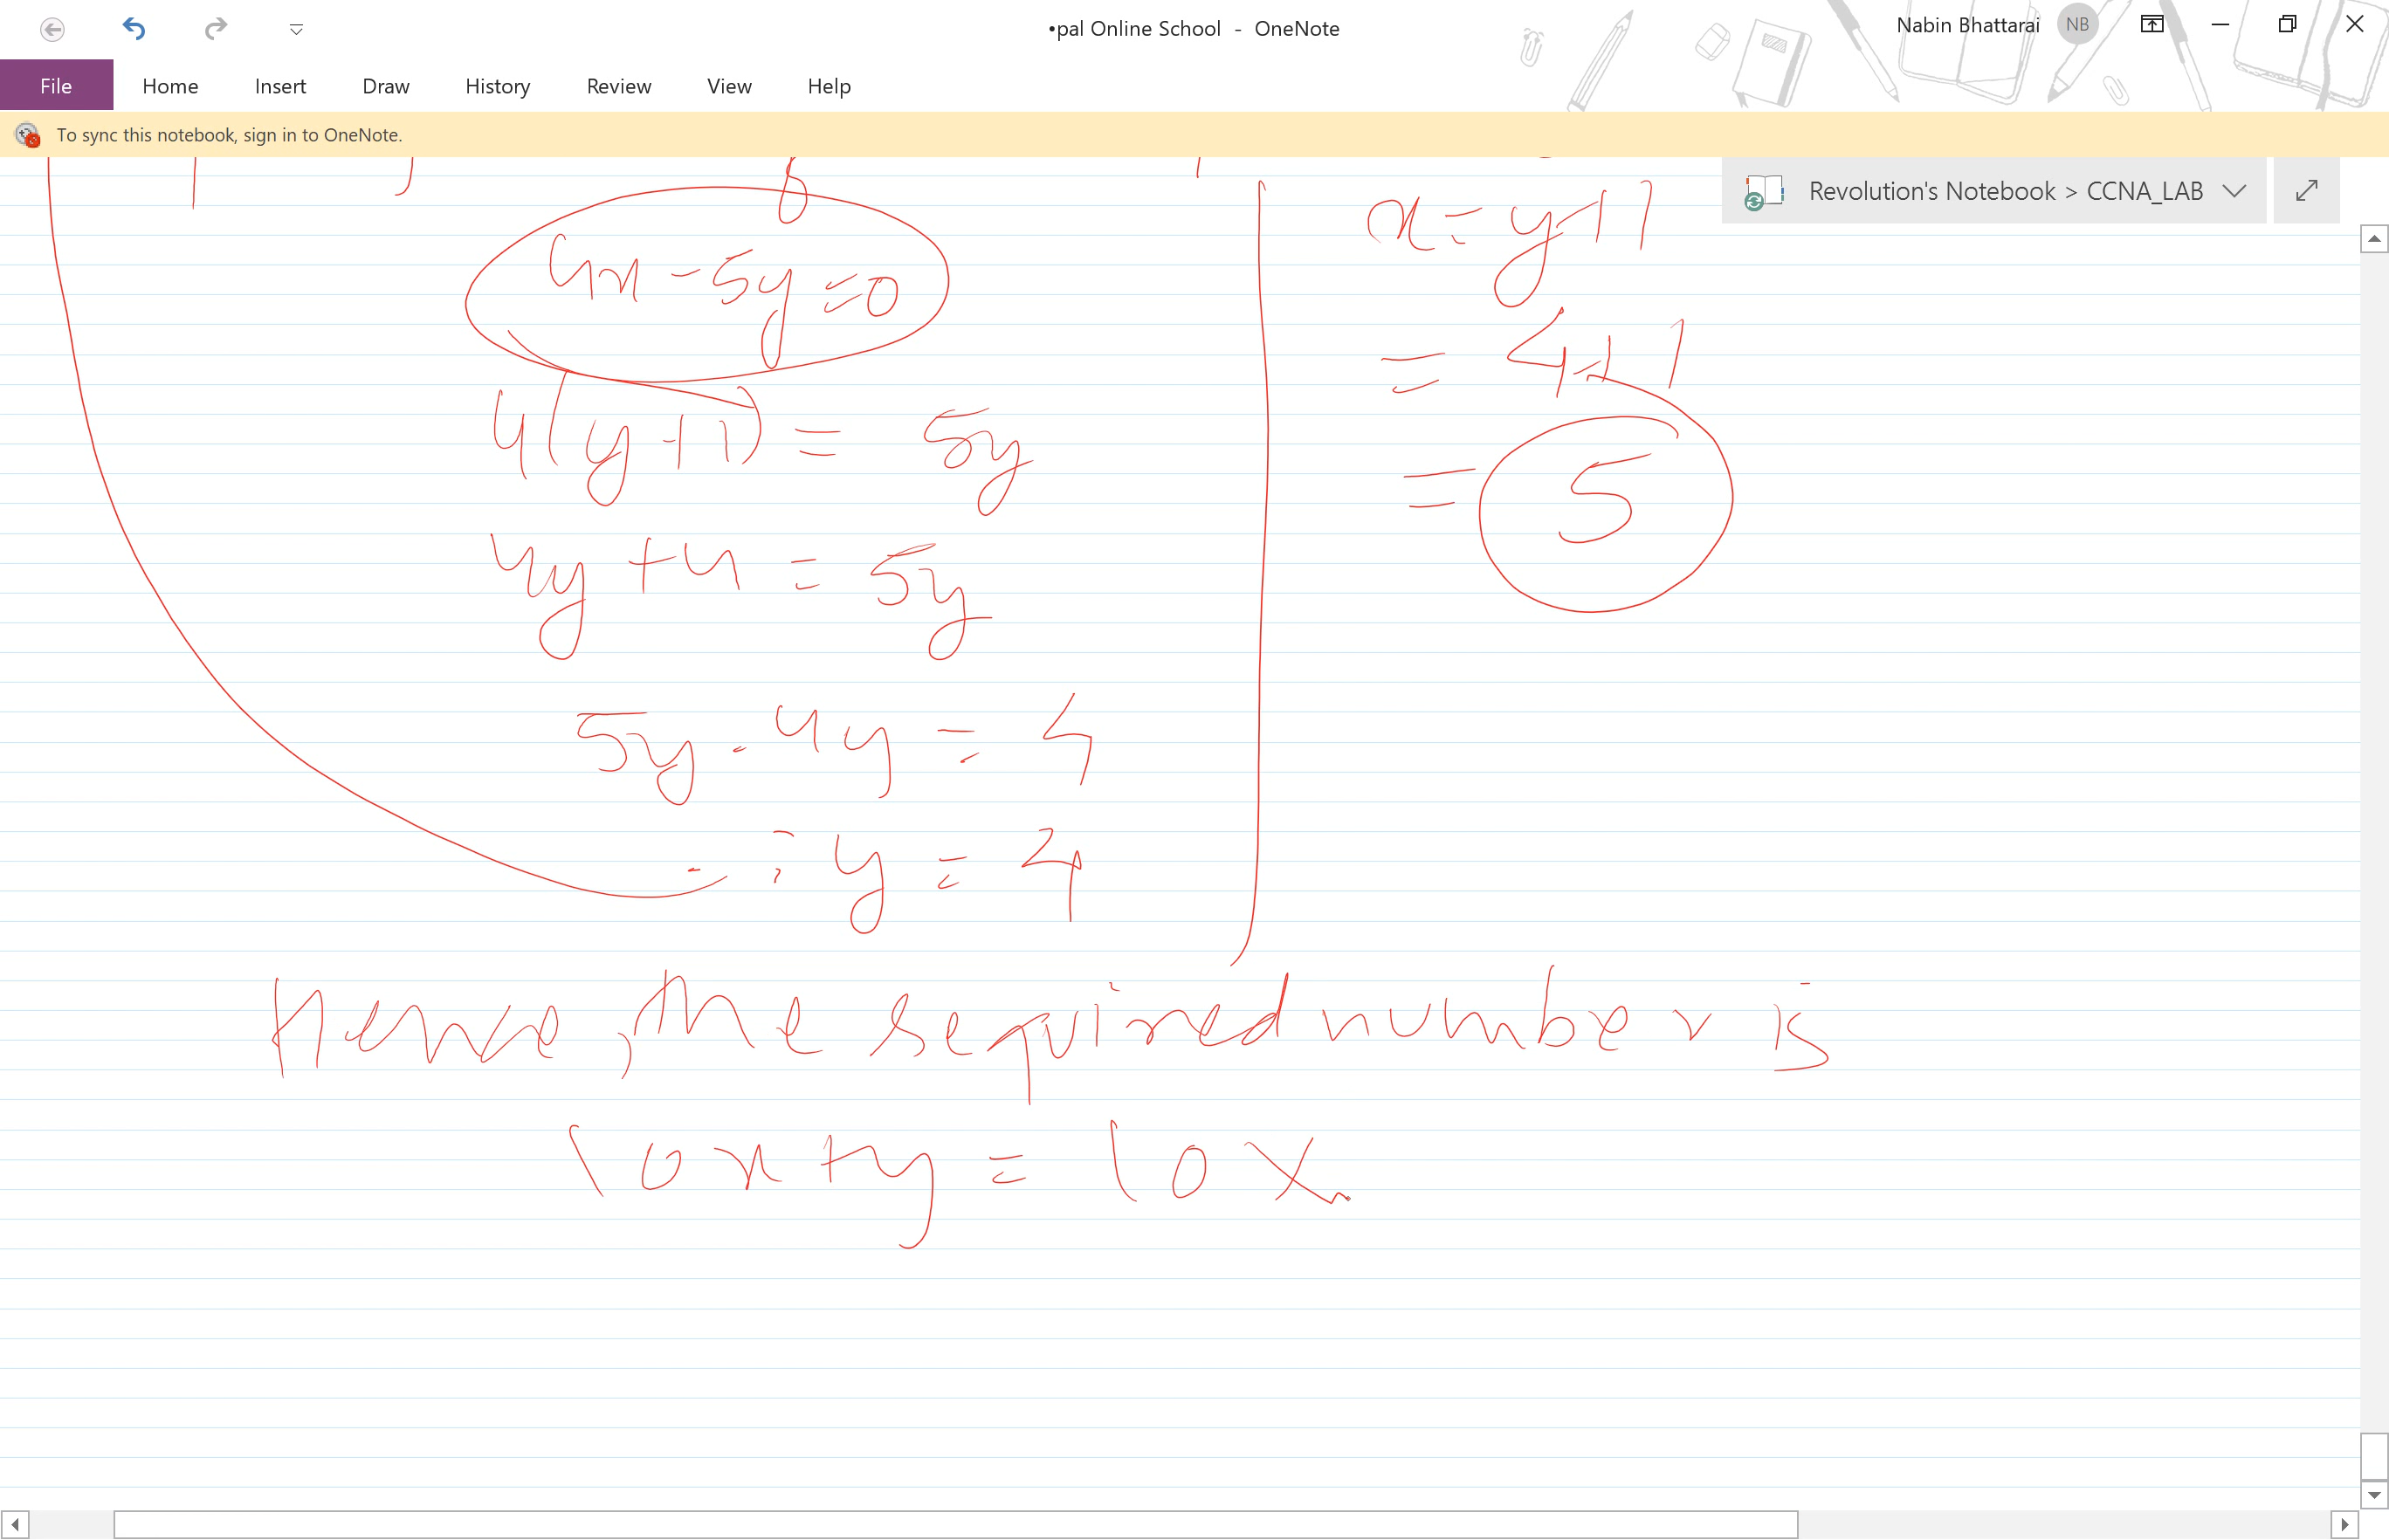 •pal Online School - OneNote
Nabin Bhattarai NB
File Home Insert Draw History Review View Help
To sync this notebook, sign in to OneNote.
Revolution's Notebook > CCNA_LAB
4x - 5y = 0
4(y+1) = 5y
4y + 4 = 5y
5y - 4y = 4
∴ y = 4
x = y+1
= 4+1
= 5
Hence, the required number is
10x+y = 10×